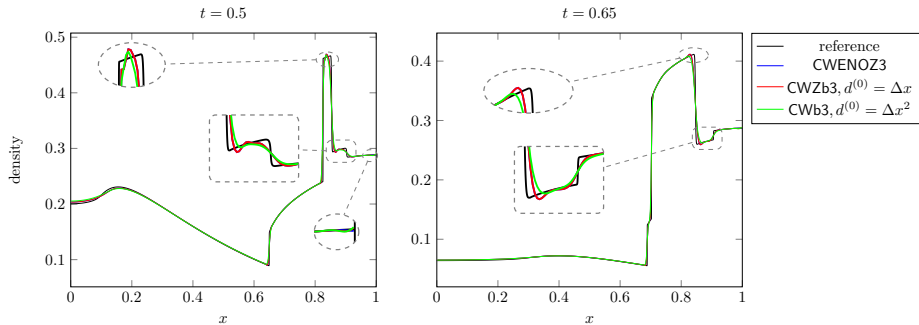 t = 0.5
t = 0.65
0.5
0.4
0.3
0.2
0.1
density
0
0.2
0.4
0.6
0.8
1
x
0.4
0.3
0.2
0.1
0
0.2
0.4
0.6
0.8
1
x
reference
CWENOZ3
CWZb3, d⁽⁰⁾ = Δx
CWb3, d⁽⁰⁾ = Δx²